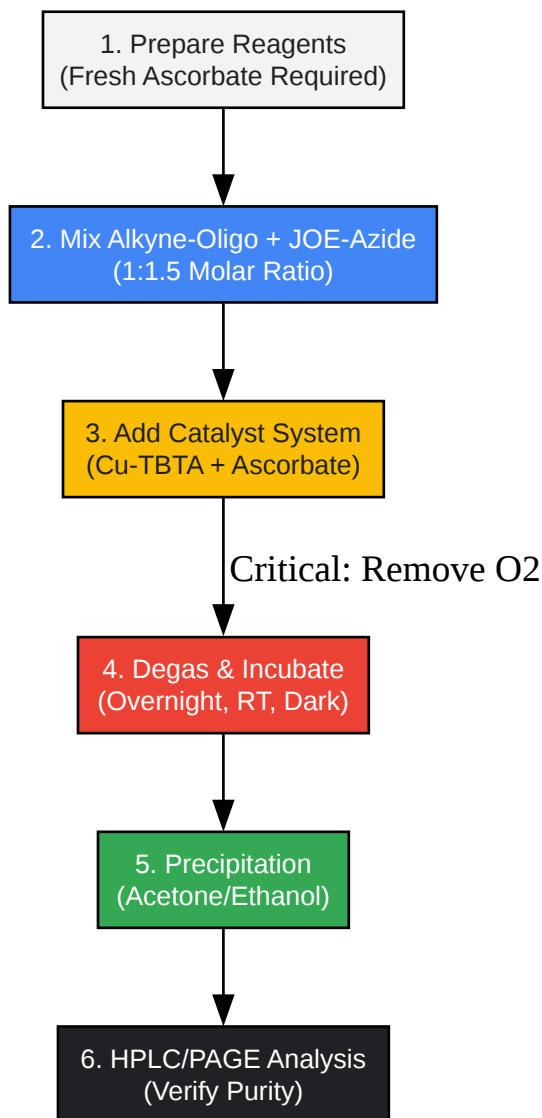 1. Prepare Reagents
(Fresh Ascorbate Required)
2. Mix Alkyne-Oligo + JOE-Azide
(1:1.5 Molar Ratio)
3. Add Catalyst System
(Cu-TBTA + Ascorbate)
Critical: Remove O2
4. Degas & Incubate
(Overnight, RT, Dark)
5. Precipitation
(Acetone/Ethanol)
6. HPLC/PAGE Analysis
(Verify Purity)